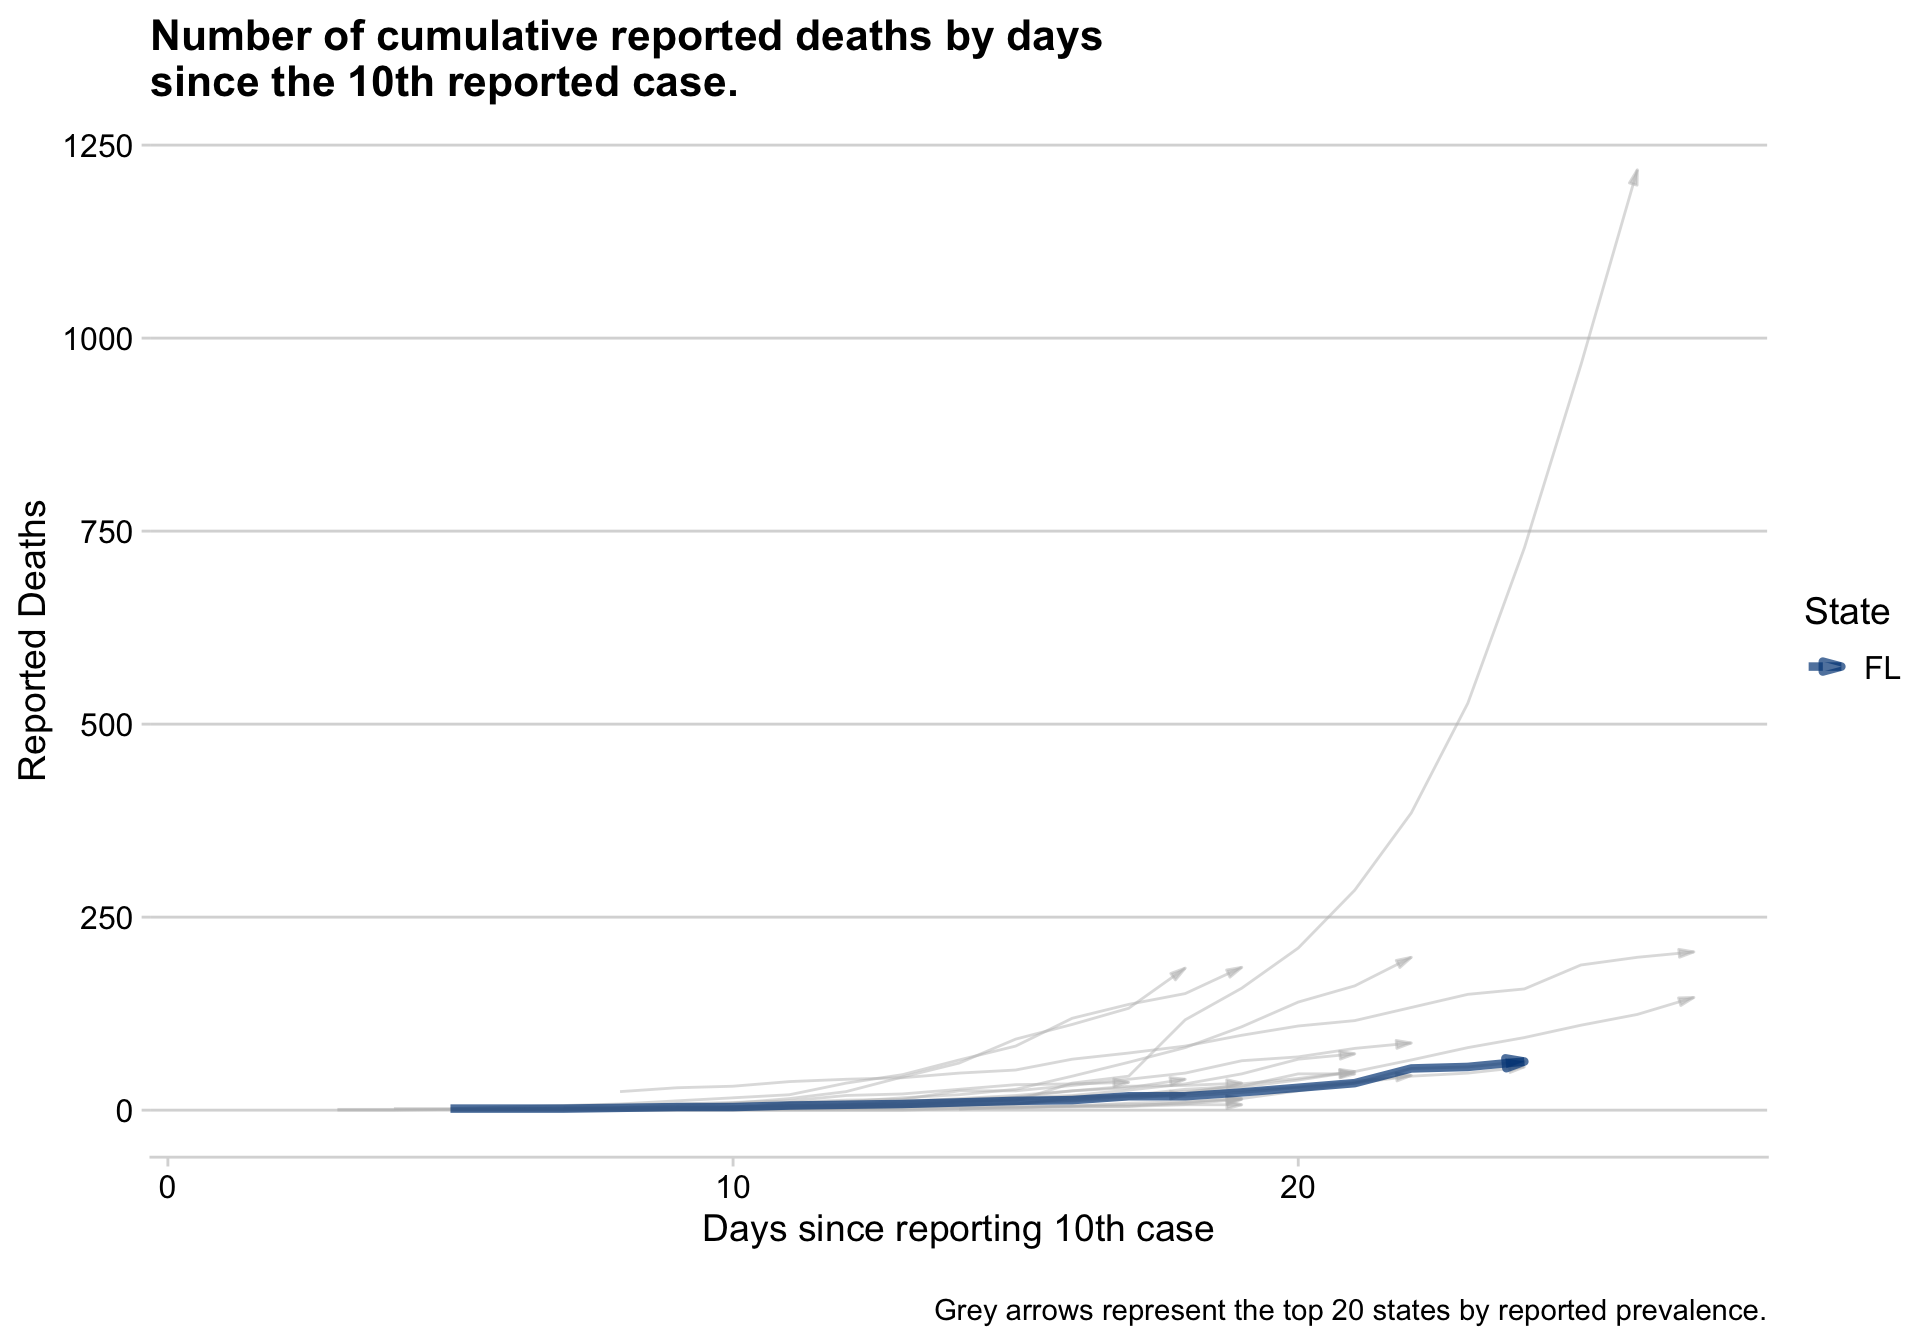 Number of cumulative reported deaths by days
since the 10th reported case.
1250
1000
750
500
250
0
Reported Deaths
0 10 20
Days since reporting 10th case
State
FL
Grey arrows represent the top 20 states by reported prevalence.